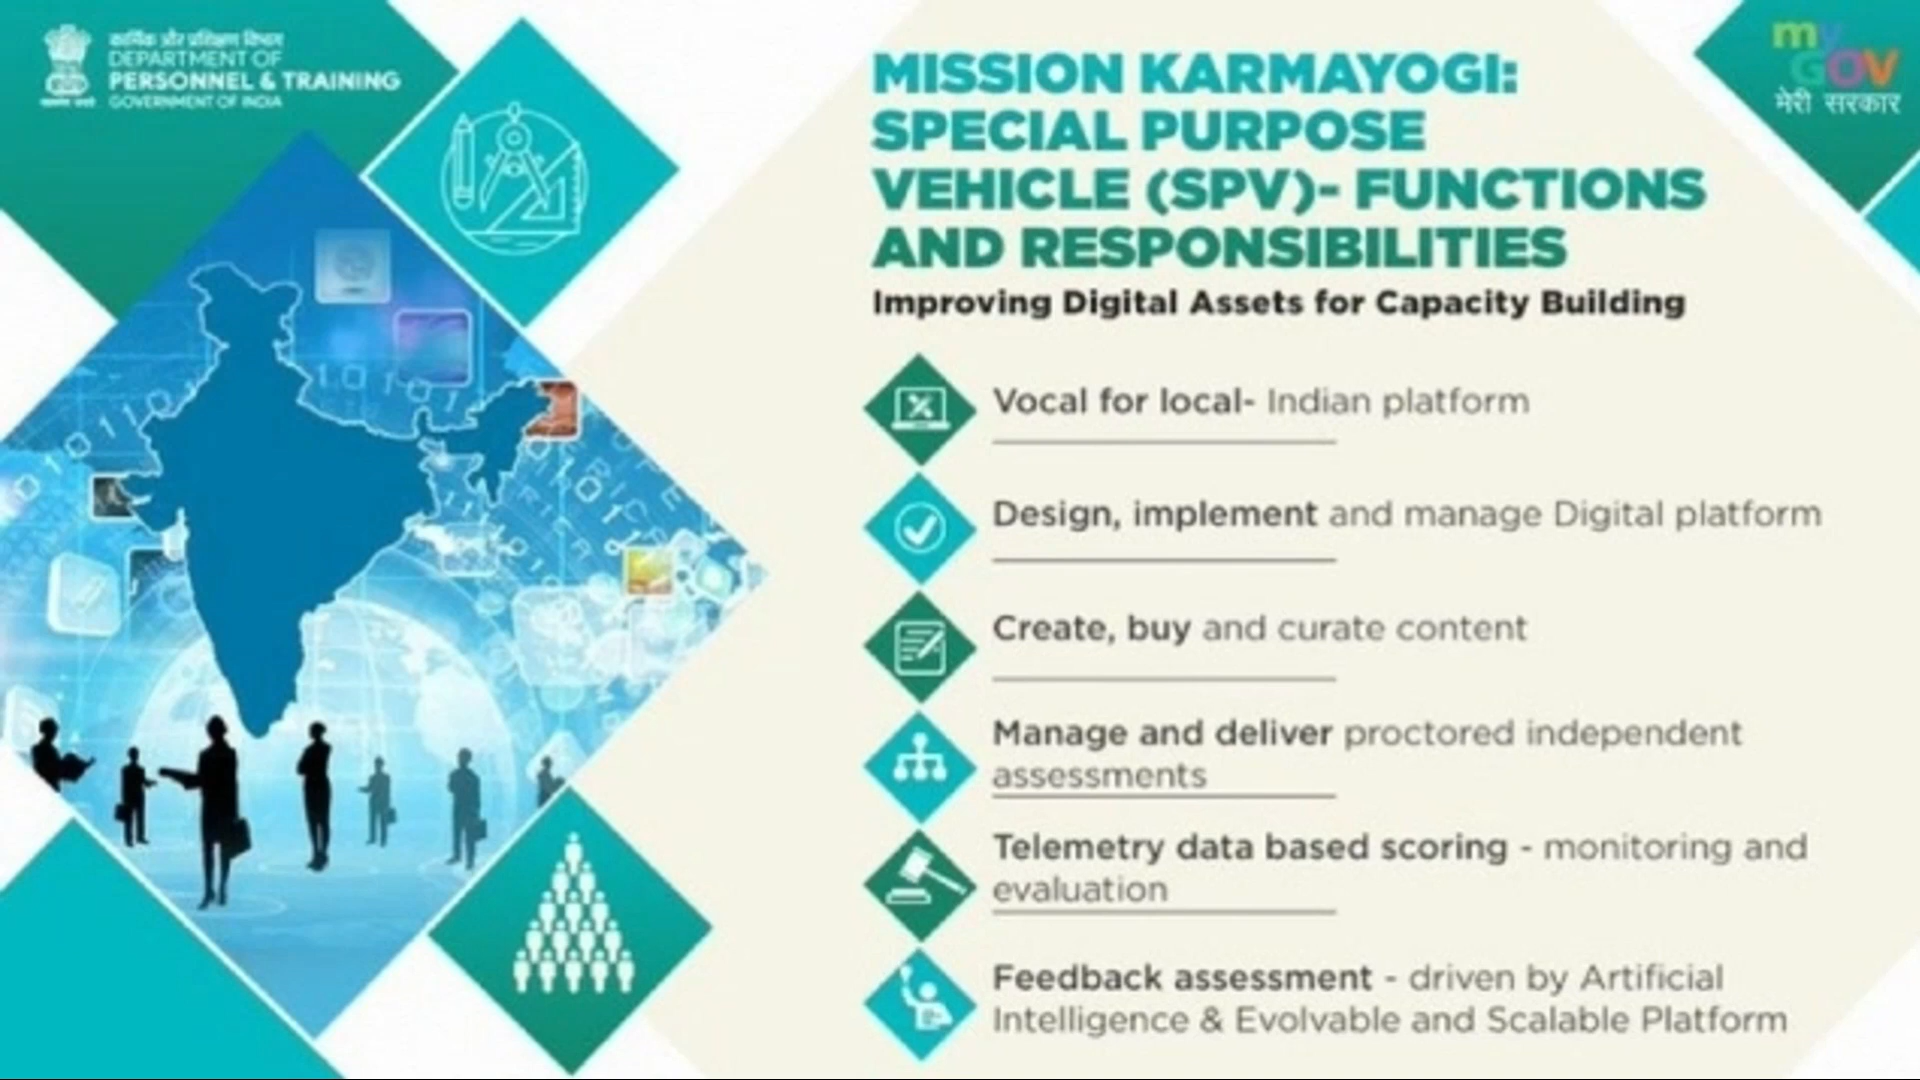 कार्मिक और प्रशिक्षण विभाग
DEPARTMENT OF
PERSONNEL & TRAINING
GOVERNMENT OF INDIA
my
GOV
मेरी सरकार
MISSION KARMAYOGI:
SPECIAL PURPOSE
VEHICLE (SPV)- FUNCTIONS
AND RESPONSIBILITIES
Improving Digital Assets for Capacity Building
Vocal for local- Indian platform
Design, implement and manage Digital platform
Create, buy and curate content
Manage and deliver proctored independent
assessments
Telemetry data based scoring - monitoring and
evaluation
Feedback assessment - driven by Artificial
Intelligence & Evolvable and Scalable Platform